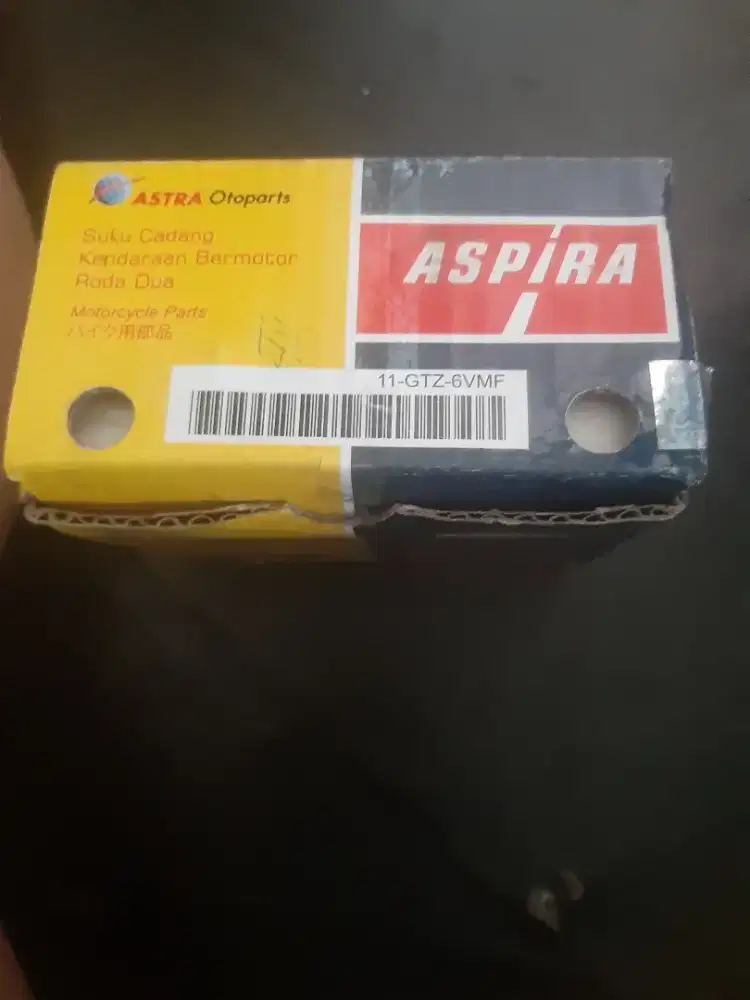 ASTRA Otoparts
Suku Cadang
Kendaraan Bermotor
Roda Dua
Motorcycle Parts
バイク用部品
ASPIRA
11-GTZ-6VMF